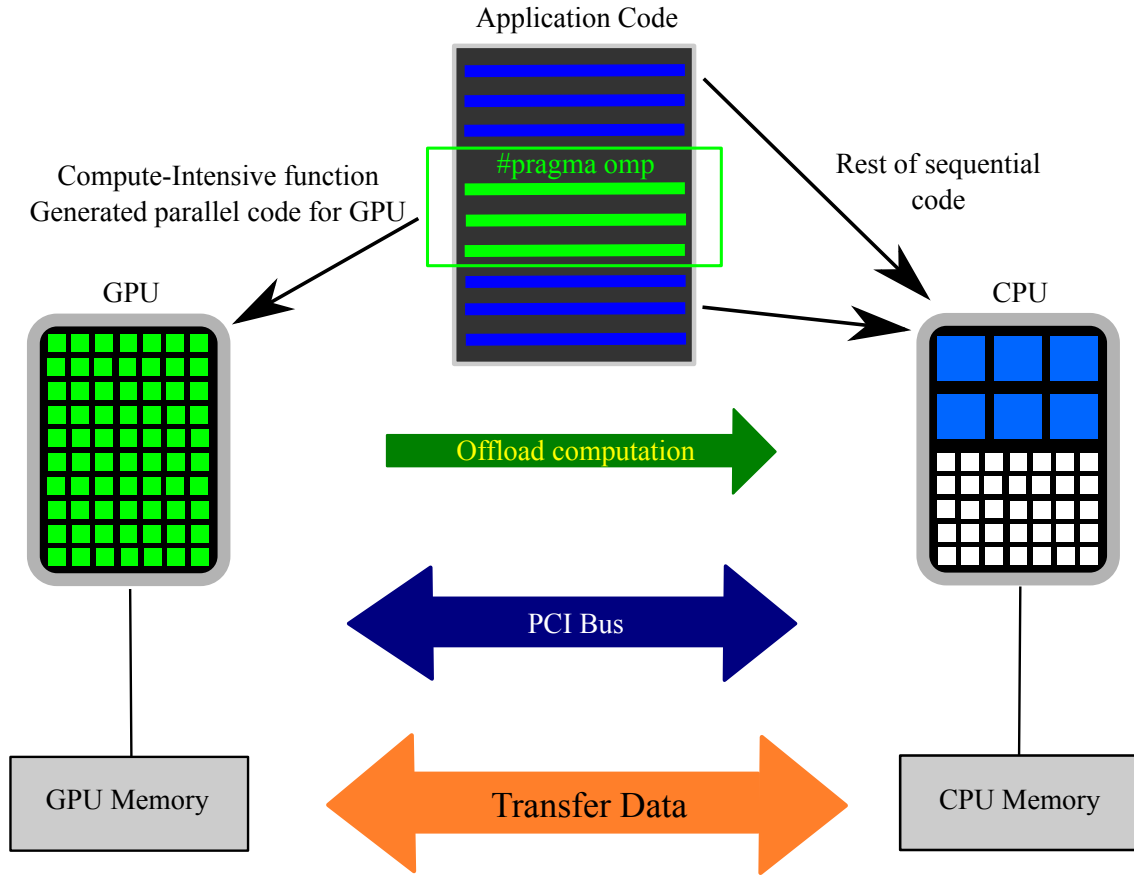 Application Code
#pragma omp
Compute-Intensive function
Generated parallel code for GPU
Rest of sequential
code
GPU
CPU
Offload computation
PCI Bus
GPU Memory
Transfer Data
CPU Memory